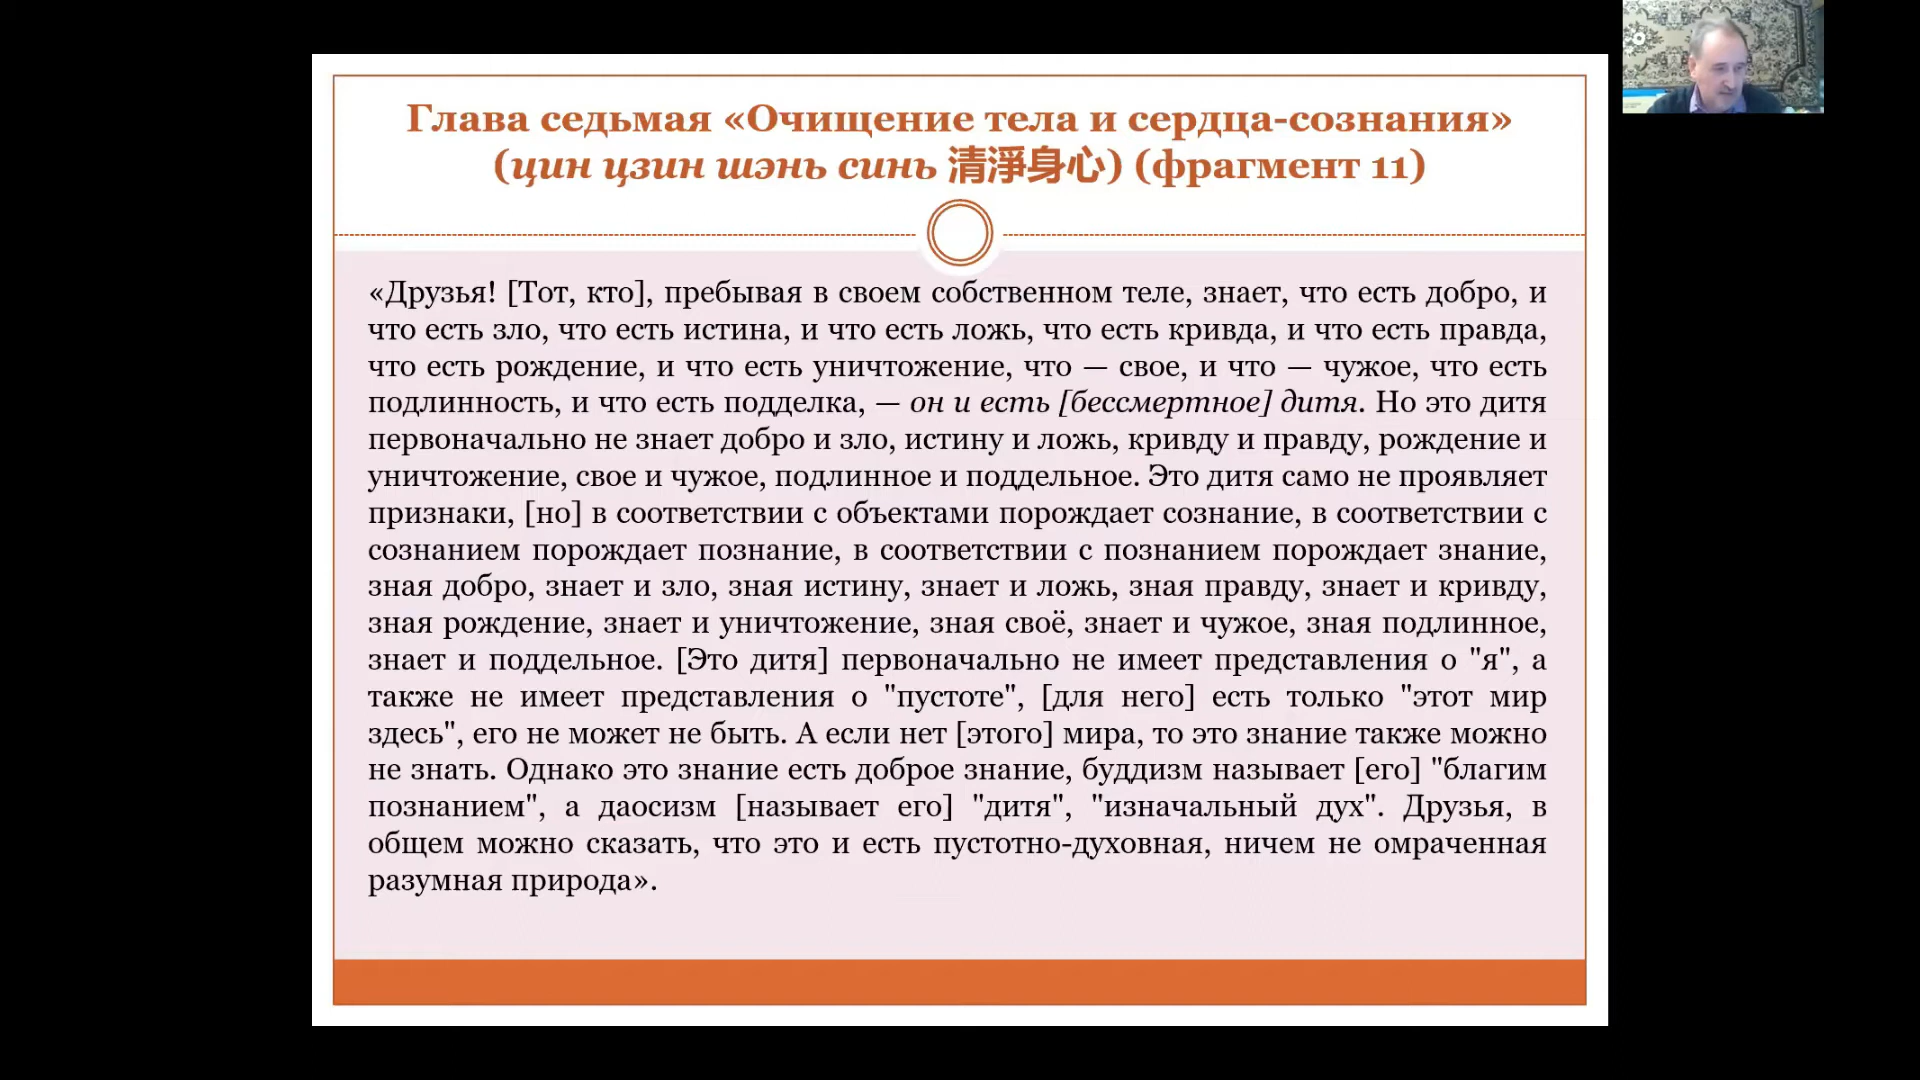 Глава седьмая «Очищение тела и сердца-сознания»
(цин цзин шэнь синь 清淨身心) (фрагмент 11)
«Друзья! [Тот, кто], пребывая в своем собственном теле, знает, что есть добро, и
что есть зло, что есть истина, и что есть ложь, что есть кривда, и что есть правда,
что есть рождение, и что есть уничтожение, что — свое, и что — чужое, что есть
подлинность, и что есть подделка, — он и есть [бессмертное] дитя. Но это дитя
первоначально не знает добро и зло, истину и ложь, кривду и правду, рождение и
уничтожение, свое и чужое, подлинное и поддельное. Это дитя само не проявляет
признаки, [но] в соответствии с объектами порождает сознание, в соответствии с
сознанием порождает познание, в соответствии с познанием порождает знание,
зная добро, знает и зло, зная истину, знает и ложь, зная правду, знает и кривду,
зная рождение, знает и уничтожение, зная своё, знает и чужое, зная подлинное,
знает и поддельное. [Это дитя] первоначально не имеет представления о "я", а
также не имеет представления о "пустоте", [для него] есть только "этот мир
здесь", его не может не быть. А если нет [этого] мира, то это знание также можно
не знать. Однако это знание есть доброе знание, буддизм называет [его] "благим
познанием", а даосизм [называет его] "дитя", "изначальный дух". Друзья, в
общем можно сказать, что это и есть пустотно-духовная, ничем не омраченная
разумная природа».